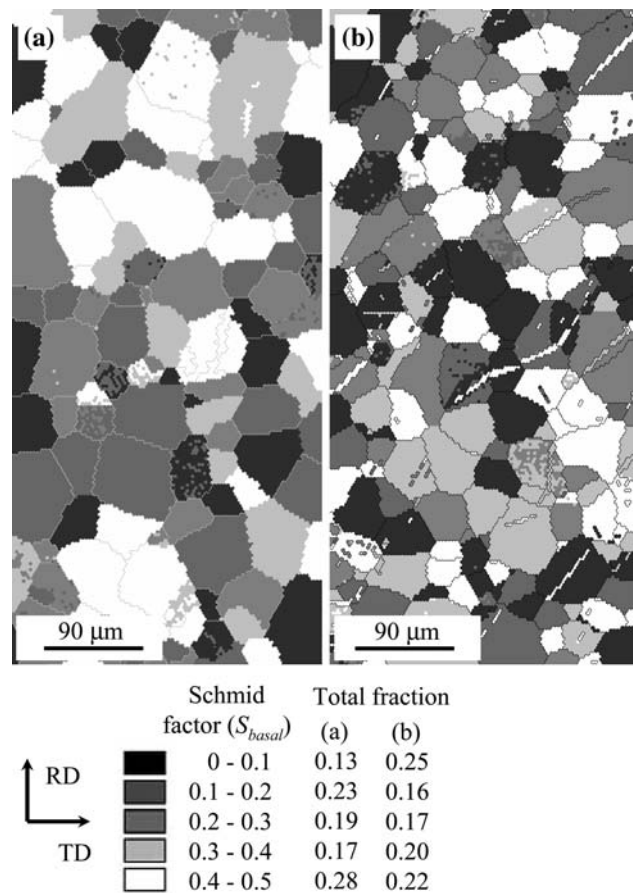 (a) (b)
90 μm 90 μm
Schmid Total fraction
factor (S_basal) (a) (b)
RD
TD
0 - 0.1 0.13 0.25
0.1 - 0.2 0.23 0.16
0.2 - 0.3 0.19 0.17
0.3 - 0.4 0.17 0.20
0.4 - 0.5 0.28 0.22